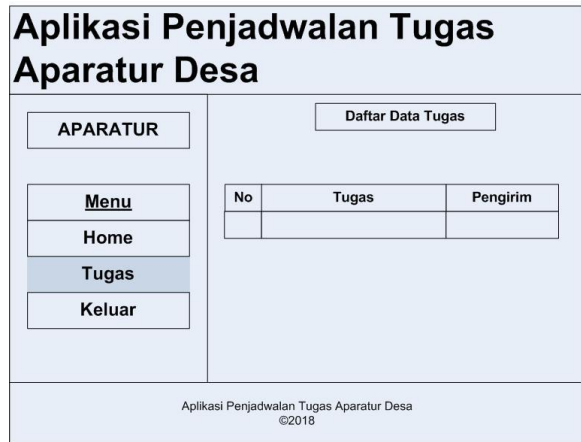 Aplikasi Penjadwalan Tugas
Aparatur Desa
APARATUR
Menu
Home
Tugas
Keluar
Daftar Data Tugas
No Tugas Pengirim
Aplikasi Penjadwalan Tugas Aparatur Desa
©2018